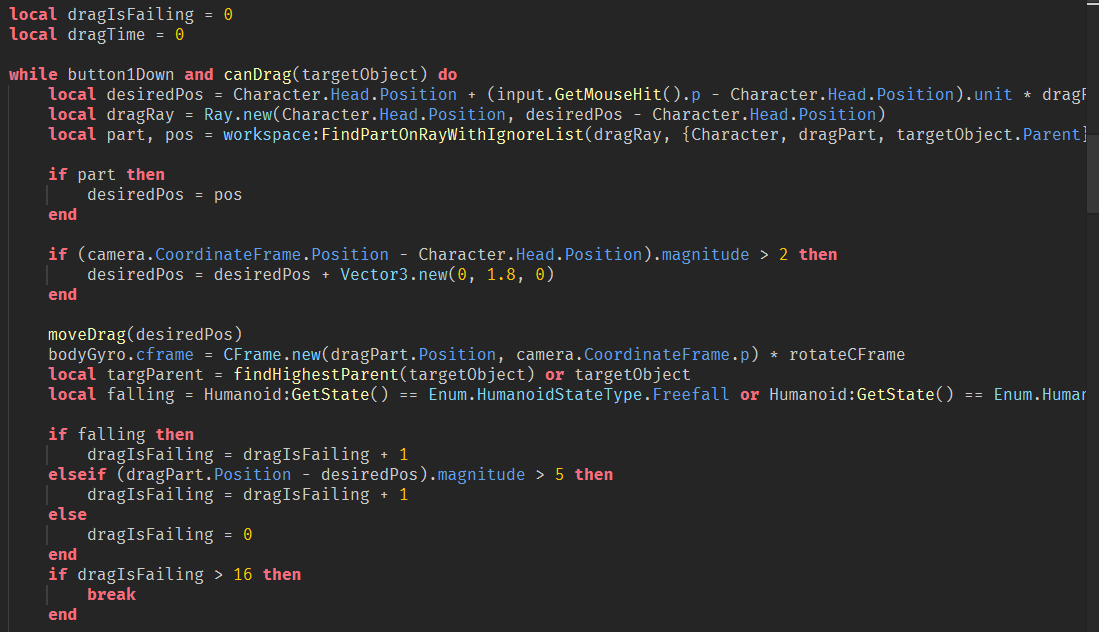 local dragIsFailing = 0
local dragTime = 0
while button1Down and canDrag(targetObject) do
local desiredPos = Character.Head.Position + (input.GetMouseHit().p - Character.Head.Position).unit *
local dragRay = Ray.new(Character.Head.Position, desiredPos - Character.Head.Position)
local part, pos = workspace:FindPartOnRayWithIgnoreList(dragRay, {Character, dragPart, targetObject.Parent}
if part then
desiredPos = pos
end
if (camera.CoordinateFrame.Position - Character.Head.Position).magnitude > 2 then
desiredPos = desiredPos + Vector3.new(0, 1.8, 0)
end
moveDrag(desiredPos)
bodyGyro.cframe = CFrame.new(dragPart.Position, camera.CoordinateFrame.p) * rotateCFrame
local targParent = findHighestParent(targetObject) or targetObject
local falling = Humanoid:GetState() == Enum.HumanoidStateType.Freefall or Humanoid:GetState() ==
if falling then
dragIsFailing = dragIsFailing + 1
elseif (dragPart.Position - desiredPos).magnitude > 5 then
dragIsFailing = dragIsFailing + 1
else
dragIsFailing = 0
end
if dragIsFailing > 16 then
break
end